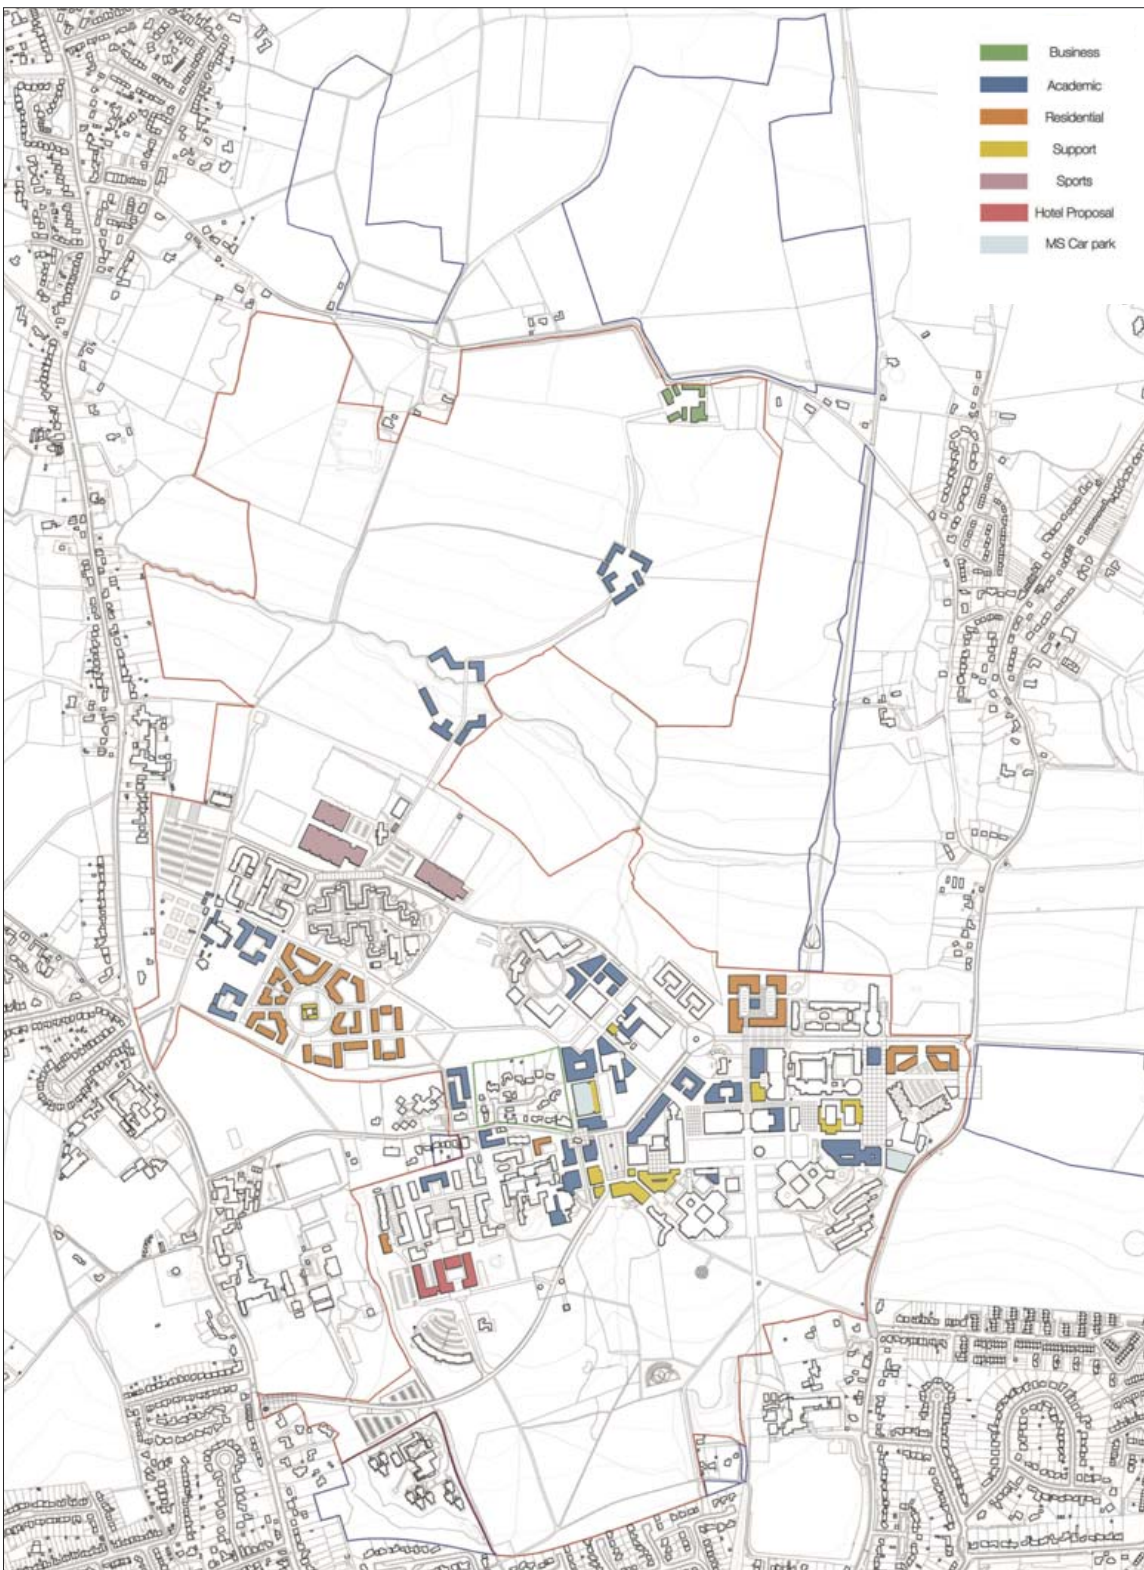 Business
Academic
Residential
Support
Sports
Hotel Proposal
MS Car park